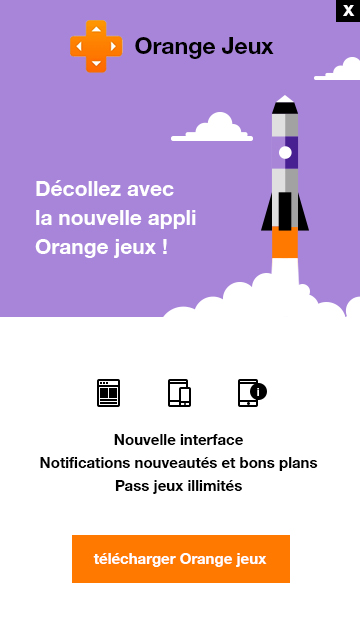 X
Orange Jeux
Décollez avec
la nouvelle appli
Orange jeux !
i
Nouvelle interface
Notifications nouveautés et bons plans
Pass jeux illimités
télécharger Orange jeux